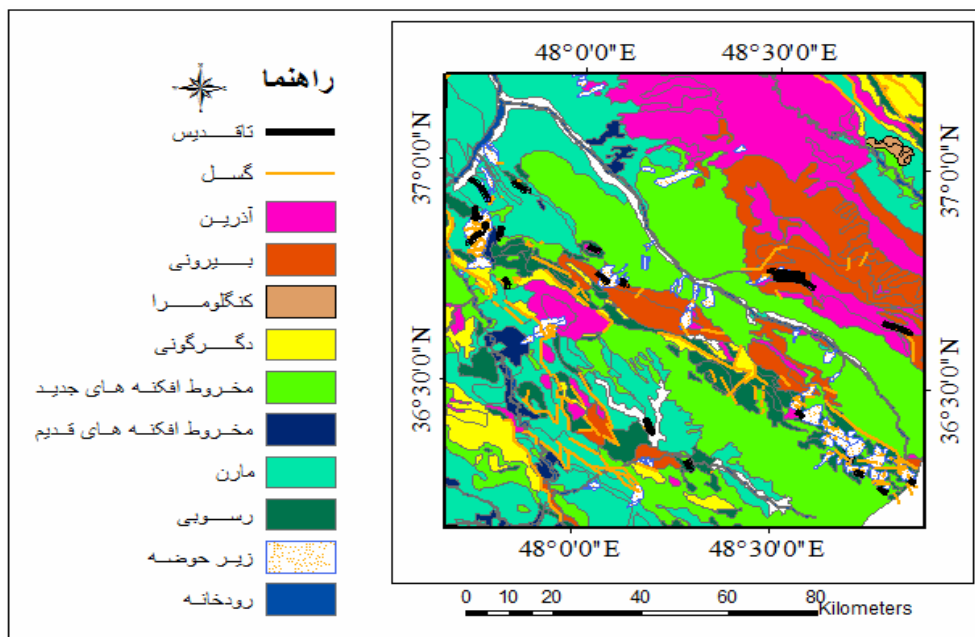 راهنما
تاقدیس
گسل
آذرین
بیرونی
کنگلومرا
دگرگونی
مخروط افکنه های جدید
مخروط افکنه های قدیم
مارن
رسوبی
زیر حوضه
رودخانه
48°0'0"E 48°30'0"E
37°0'0"N 37°0'0"N
36°30'0"N 36°30'0"N
48°0'0"E 48°30'0"E
0 5 10 20 40 60 80
Kilometers